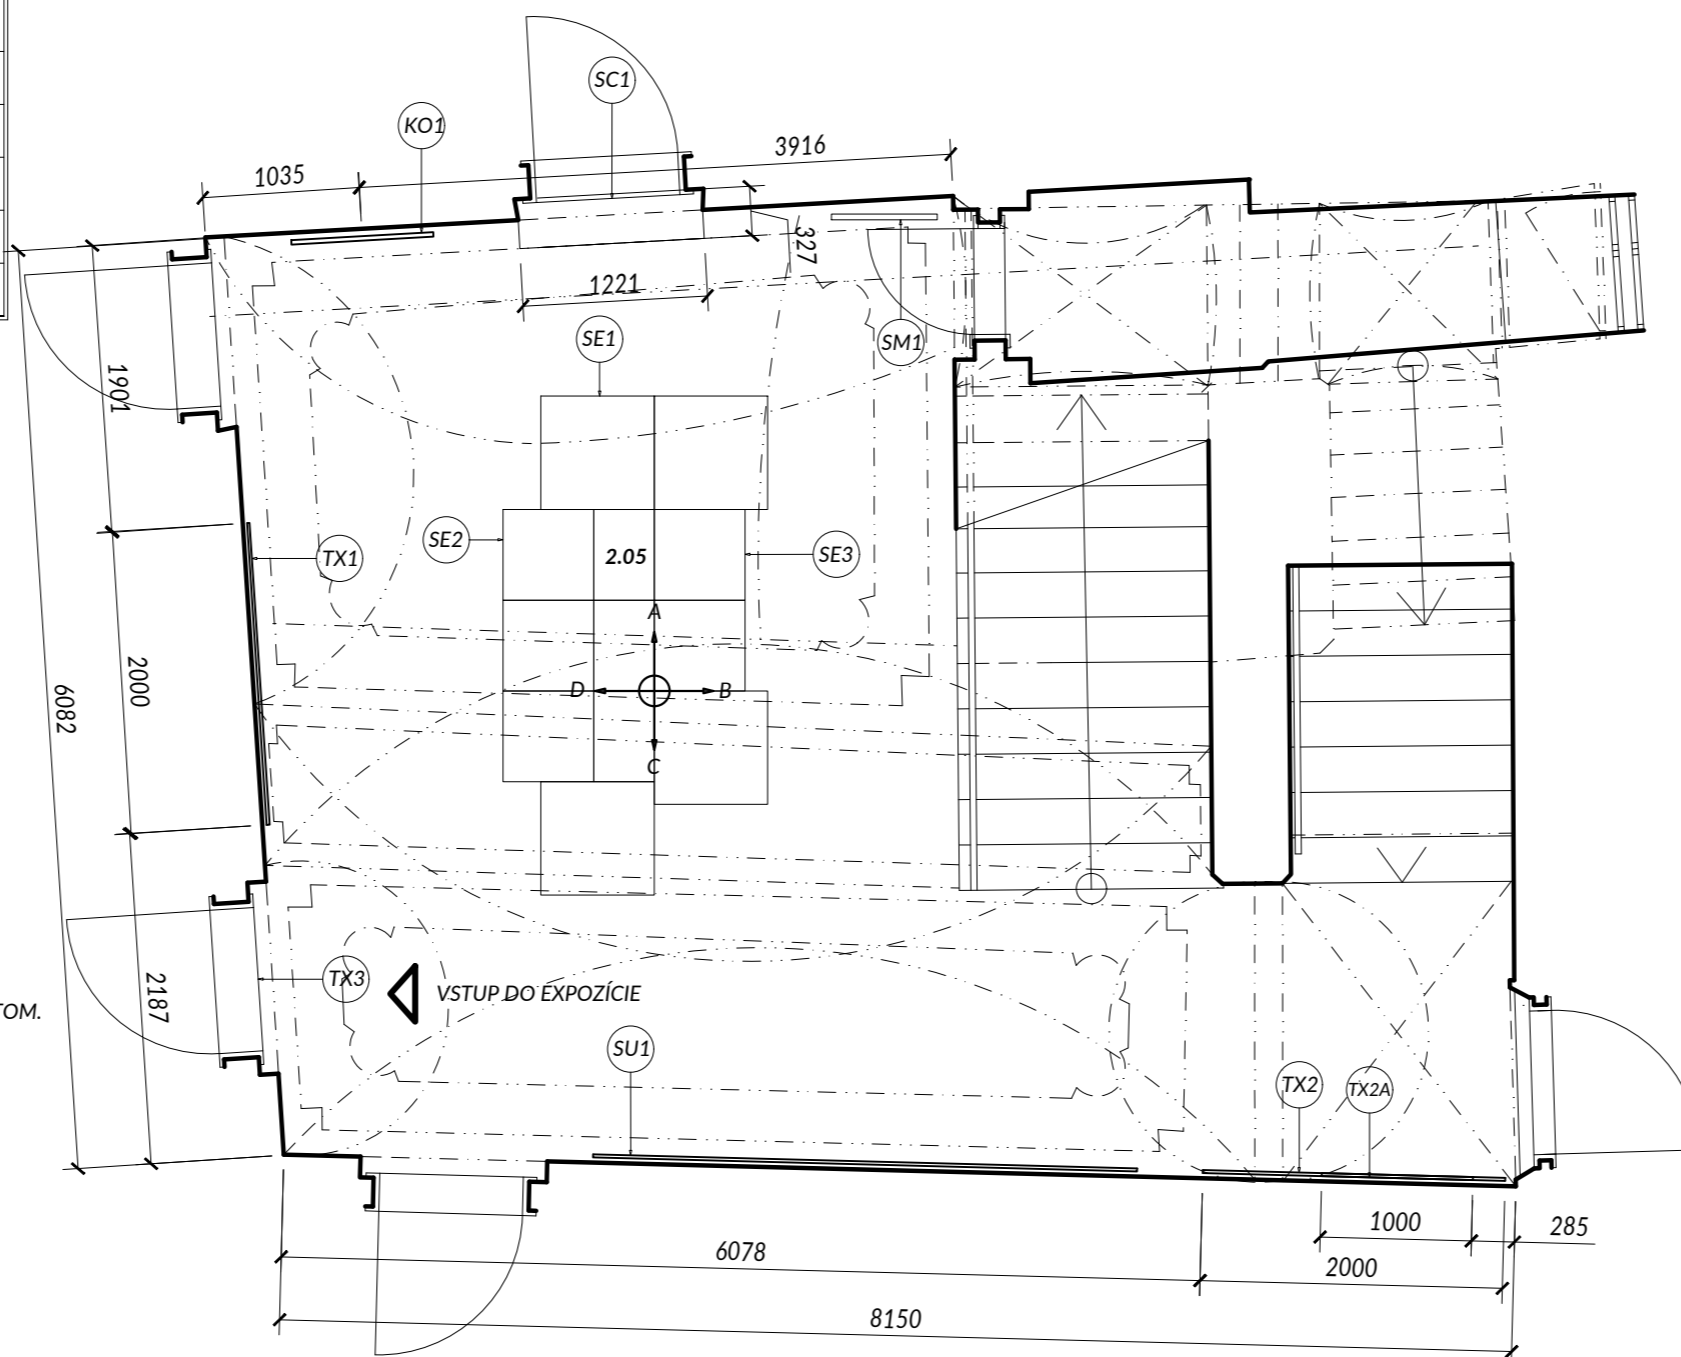 SC1
KO1
3916
1035
327
1221
SE1
SM1
1901
SE2
2.05
SE3
TX1
A
2000
6082
D
B
C
2187
TX3
VSTUP DO EXPOZÍCIE
TOM.
SU1
TX2
TX2A
1000
285
6078
2000
8150